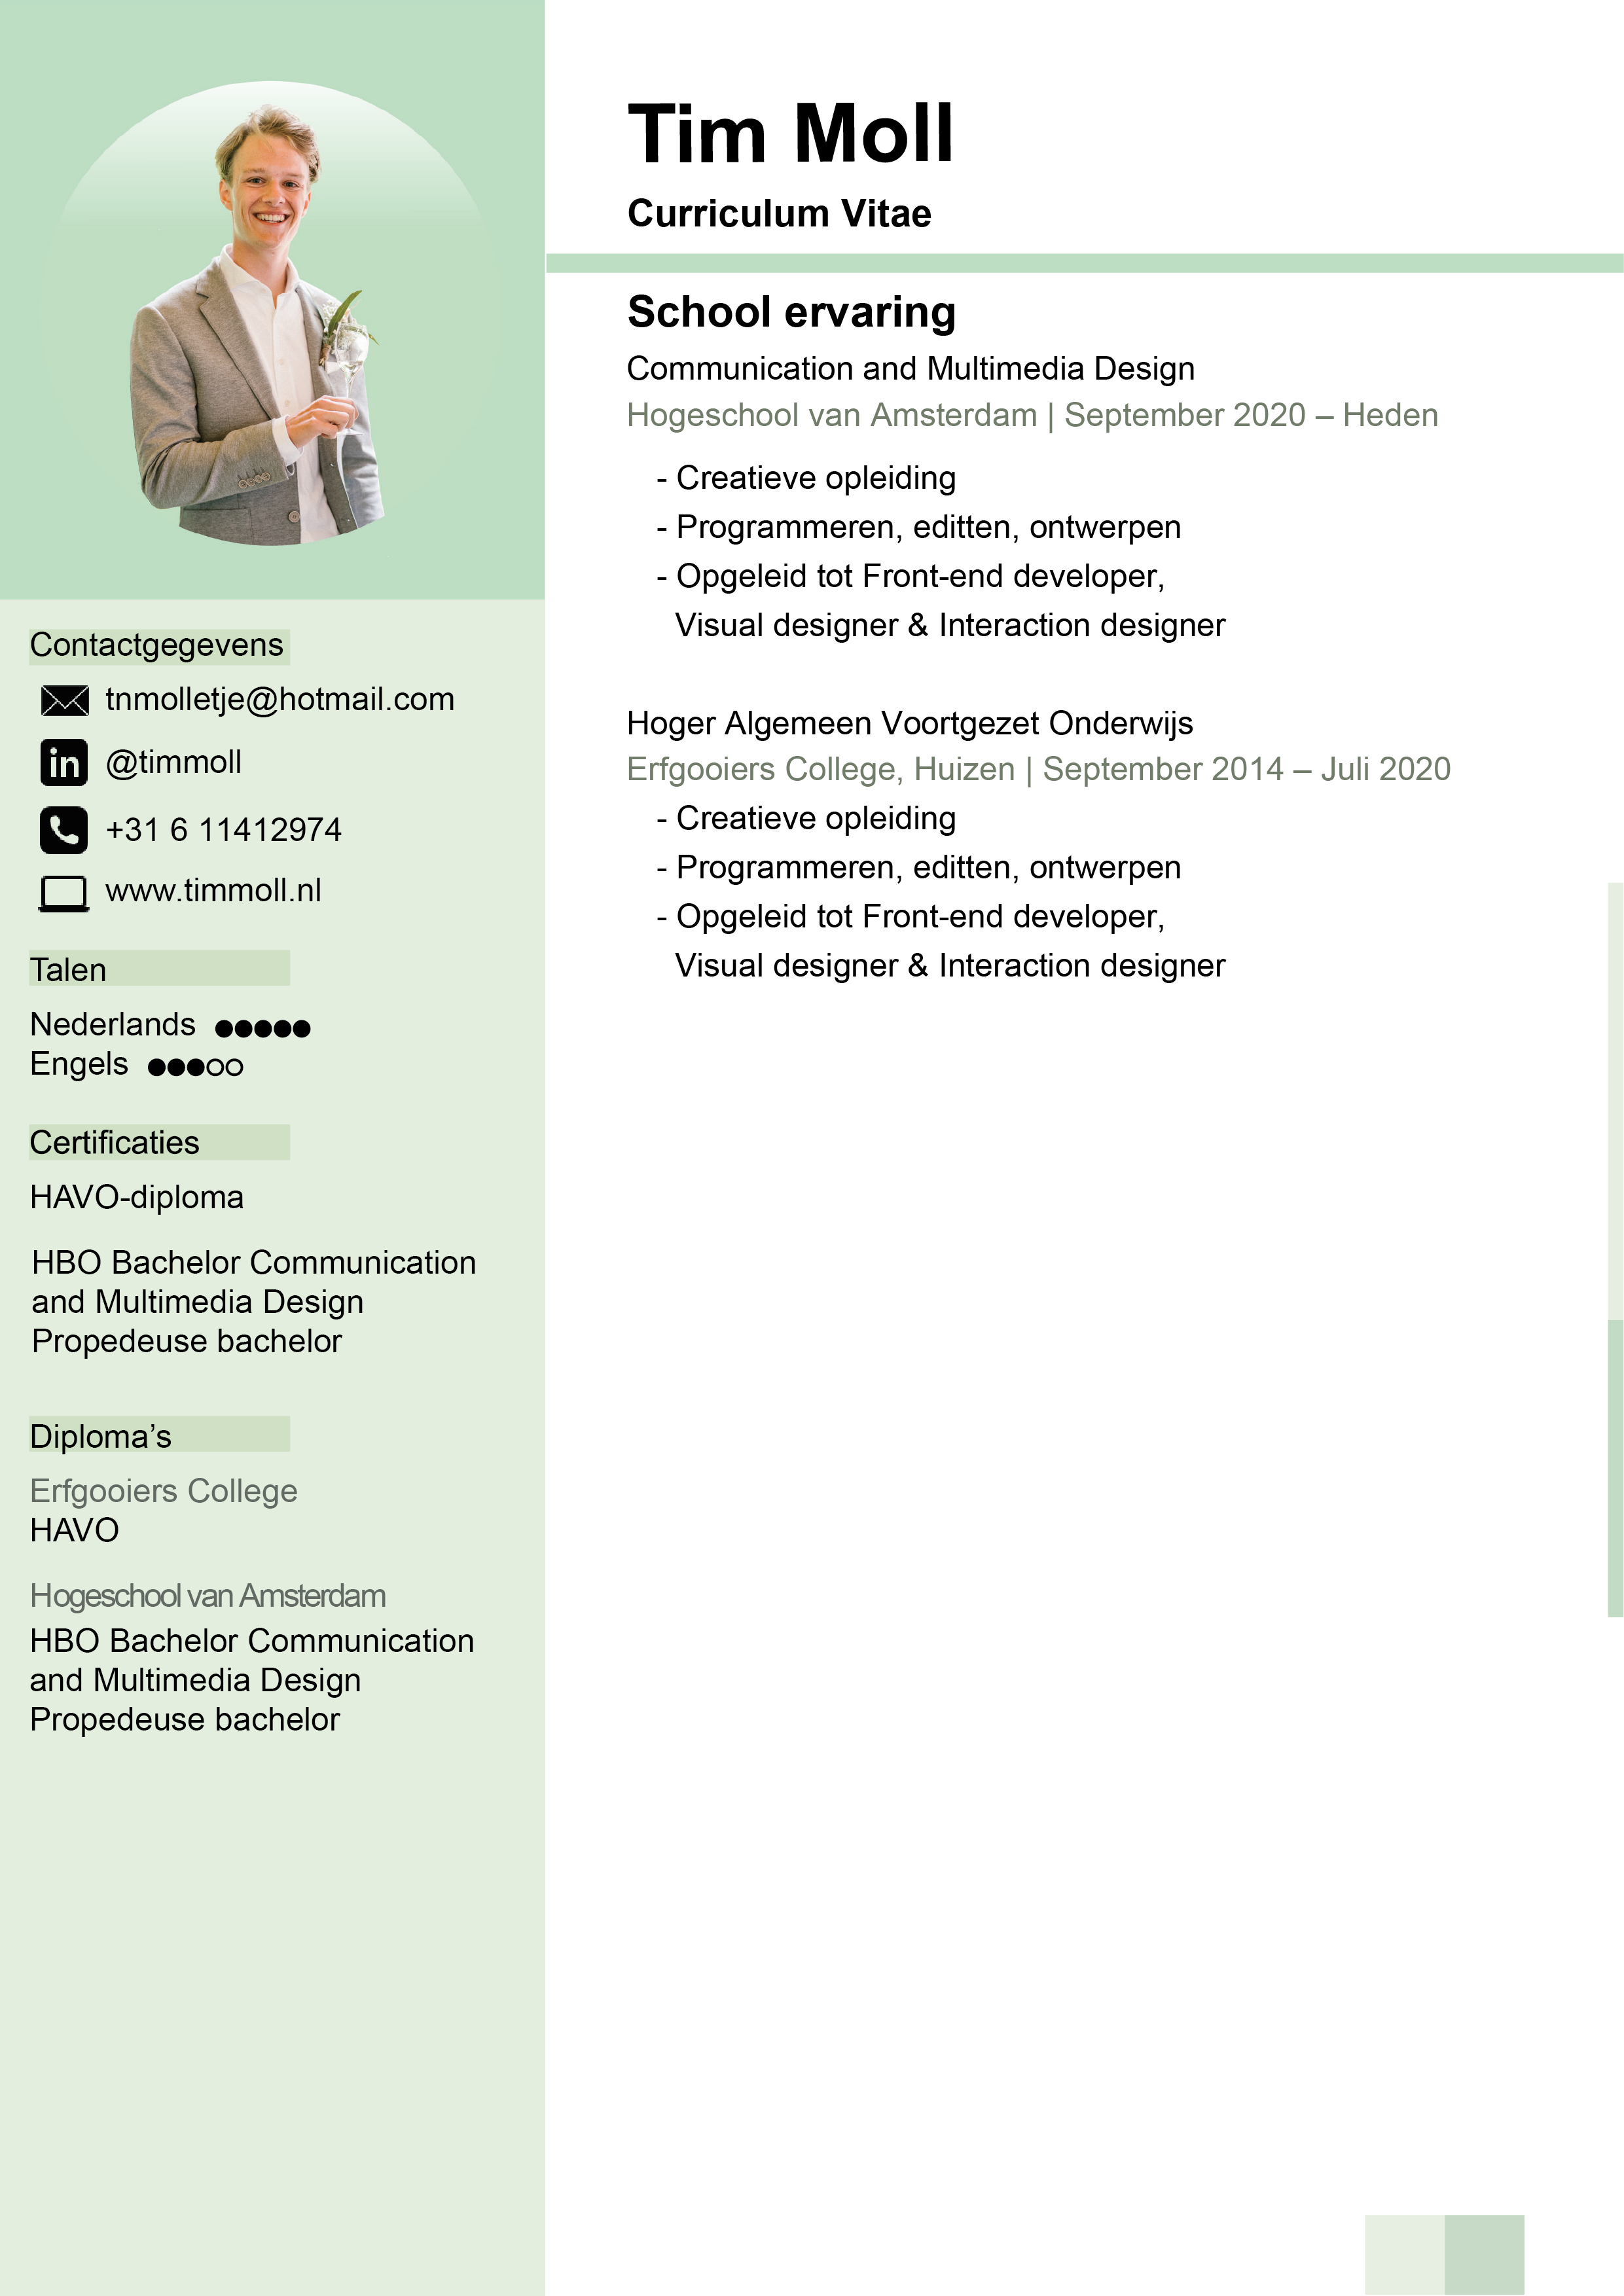 Tim Moll
Curriculum Vitae
School ervaring
Communication and Multimedia Design
Hogeschool van Amsterdam | September 2020 – Heden
- Creatieve opleiding
- Programmeren, editten, ontwerpen
- Opgeleid tot Front-end developer,
Visual designer & Interaction designer
Hoger Algemeen Voortgezet Onderwijs
Erfgooiers College, Huizen | September 2014 – Juli 2020
- Creatieve opleiding
- Programmeren, editten, ontwerpen
- Opgeleid tot Front-end developer,
Visual designer & Interaction designer
Contactgegevens
tnmolletje@hotmail.com
in @timmoll
+31 6 11412974
www.timmoll.nl
Talen
Nederlands
Engels
Certificaties
HAVO-diploma
HBO Bachelor Communication
and Multimedia Design
Propedeuse bachelor
Diploma’s
Erfgooiers College
HAVO
Hogeschool van Amsterdam
HBO Bachelor Communication
and Multimedia Design
Propedeuse bachelor